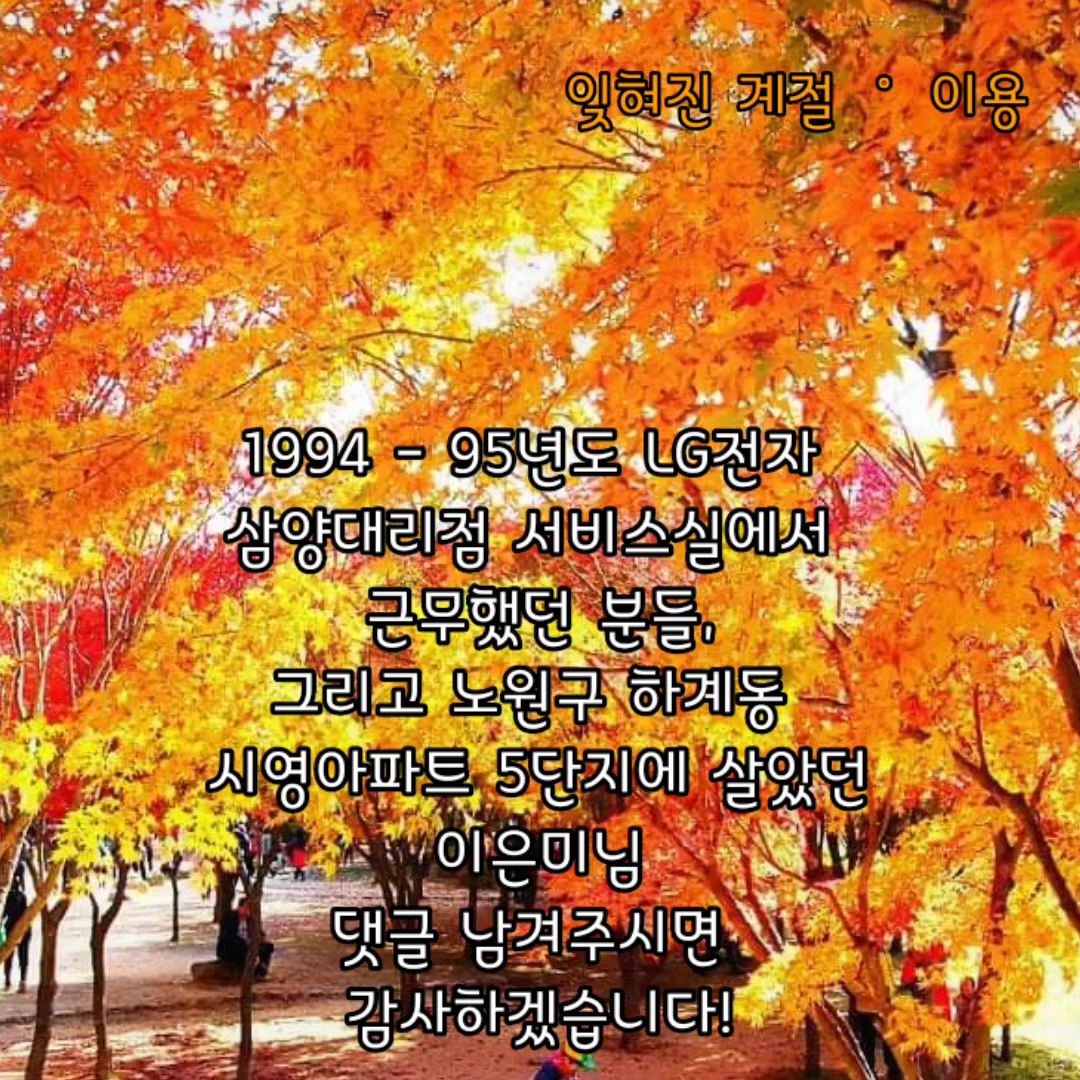 잊혀진 계절 • 이용
1994 - 95년도 LG전자
삼양대리점 서비스실에서
근무했던 분들,
그리고 노원구 하계동
시영아파트 5단지에 살았던
이은미님
댓글 남겨주시면
감사하겠습니다!